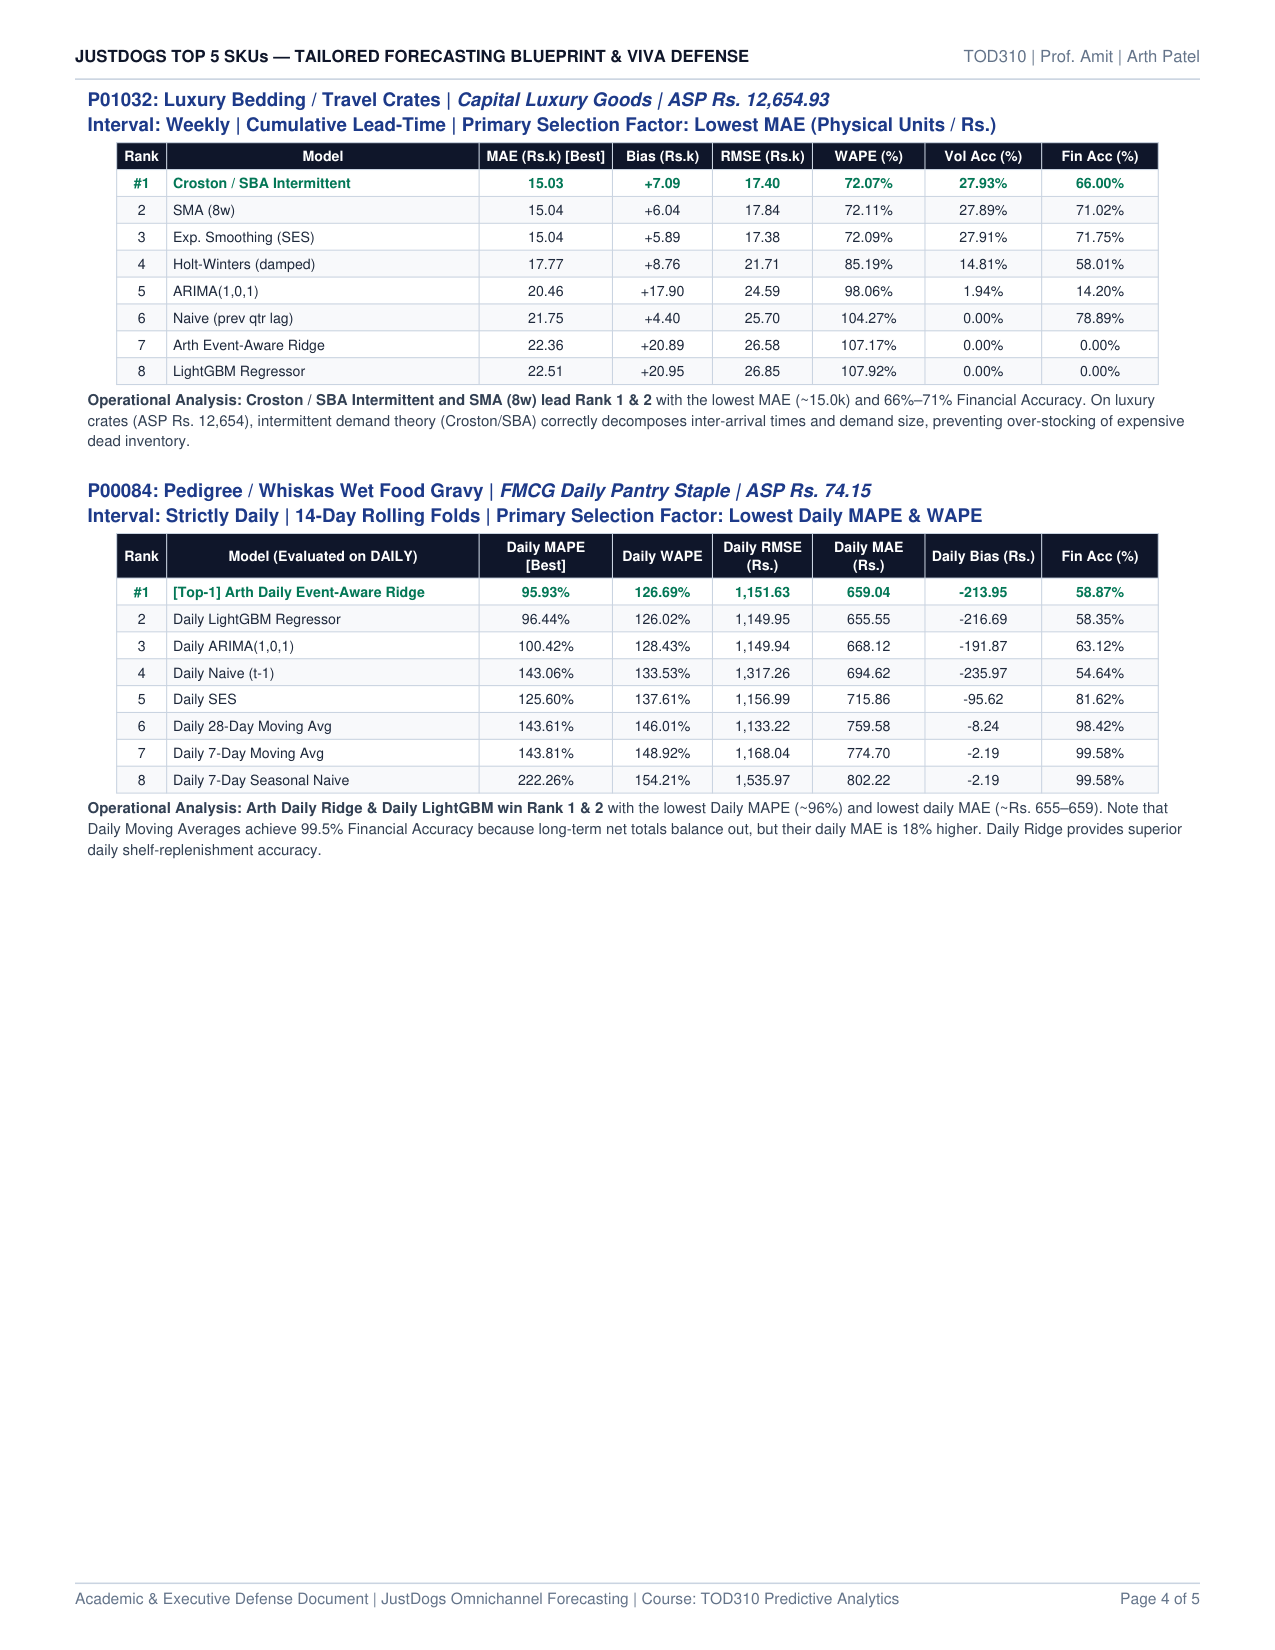 JUSTDOGS TOP 5 SKUs — TAILORED FORECASTING BLUEPRINT & VIVA DEFENSE TOD310 | Prof. Amit | Arth Patel
P01032: Luxury Bedding / Travel Crates | Capital Luxury Goods | ASP Rs. 12,654.93
Interval: Weekly | Cumulative Lead-Time | Primary Selection Factor: Lowest MAE (Physical Units / Rs.)
Rank Model MAE (Rs.k) [Best] Bias (Rs.k) RMSE (Rs.k) WAPE (%) Vol Acc (%) Fin Acc (%)
#1 Croston / SBA Intermittent 15.03 +7.09 17.40 72.07% 27.93% 66.00%
2 SMA (8w) 15.04 +6.04 17.84 72.11% 27.89% 71.02%
3 Exp. Smoothing (SES) 15.04 +5.89 17.38 72.09% 27.91% 71.75%
4 Holt-Winters (damped) 17.77 +8.76 21.71 85.19% 14.81% 58.01%
5 ARIMA(1,0,1) 20.46 +17.90 24.59 98.06% 1.94% 14.20%
6 Naive (prev qtr lag) 21.75 +4.40 25.70 104.27% 0.00% 78.89%
7 Arth Event-Aware Ridge 22.36 +20.89 26.58 107.17% 0.00% 0.00%
8 LightGBM Regressor 22.51 +20.95 26.85 107.92% 0.00% 0.00%
Operational Analysis: Croston / SBA Intermittent and SMA (8w) lead Rank 1 & 2 with the lowest MAE (~15.0k) and 66%–71% Financial Accuracy. On luxury
crates (ASP Rs. 12,654), intermittent demand theory (Croston/SBA) correctly decomposes inter-arrival times and demand size, preventing over-stocking of expensive
dead inventory.
P00084: Pedigree / Whiskas Wet Food Gravy | FMCG Daily Pantry Staple | ASP Rs. 74.15
Interval: Strictly Daily | 14-Day Rolling Folds | Primary Selection Factor: Lowest Daily MAPE & WAPE
Rank Model (Evaluated on DAILY) Daily MAPE [Best] Daily WAPE Daily RMSE (Rs.) Daily MAE (Rs.) Daily Bias (Rs.) Fin Acc (%)
#1 [Top-1] Arth Daily Event-Aware Ridge 95.93% 126.69% 1,151.63 659.04 -213.95 58.87%
2 Daily LightGBM Regressor 96.44% 126.02% 1,149.95 655.55 -216.69 58.35%
3 Daily ARIMA(1,0,1) 100.42% 128.43% 1,149.94 668.12 -191.87 63.12%
4 Daily Naive (t-1) 143.06% 133.53% 1,317.26 694.62 -235.97 54.64%
5 Daily SES 125.60% 137.61% 1,156.99 715.86 -95.62 81.62%
6 Daily 28-Day Moving Avg 143.61% 146.01% 1,133.22 759.58 -8.24 98.42%
7 Daily 7-Day Moving Avg 143.81% 148.92% 1,168.04 774.70 -2.19 99.58%
8 Daily 7-Day Seasonal Naive 222.26% 154.21% 1,535.97 802.22 -2.19 99.58%
Operational Analysis: Arth Daily Ridge & Daily LightGBM win Rank 1 & 2 with the lowest Daily MAPE (~96%) and lowest daily MAE (~Rs. 655–659). Note that
Daily Moving Averages achieve 99.5% Financial Accuracy because long-term net totals balance out, but their daily MAE is 18% higher. Daily Ridge provides superior
daily shelf-replenishment accuracy.
Academic & Executive Defense Document | JustDogs Omnichannel Forecasting | Course: TOD310 Predictive Analytics Page 4 of 5